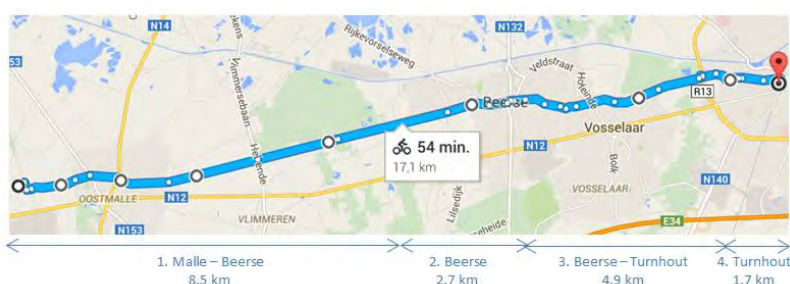 N14
N132
53
Rijkevorselseweg
Vlimmersebaan
Veldstraat
Hoteinde
Beerse
R13
54 min.
17,1 km
Vosselaar
N12
Bolk
Lilsedijk
OOSTMALLE
N12
VOSSELAAR
N140
VLIMMEREN
N153
E34
1. Malle – Beerse
2. Beerse
3. Beerse – Turnhout
4. Turnhout
8.5 km
2.7 km
4.9 km
1.7 km